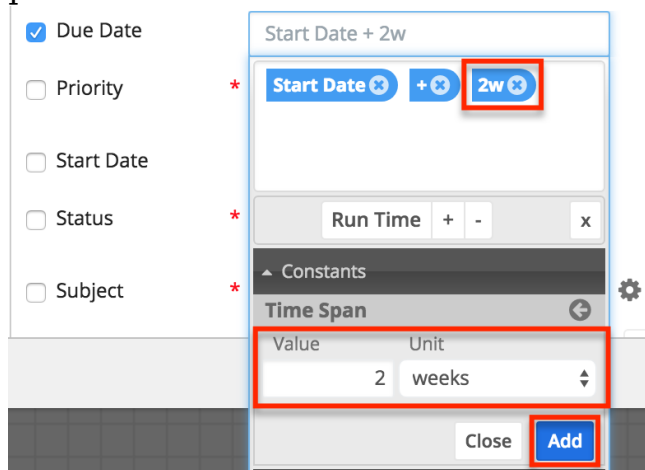 Due Date
Start Date + 2w
Priority *
Start Date + 2w
Start Date
Run Time + - x
Status *
Constants
Subject *
Time Span
Value Unit
2 weeks
Close Add